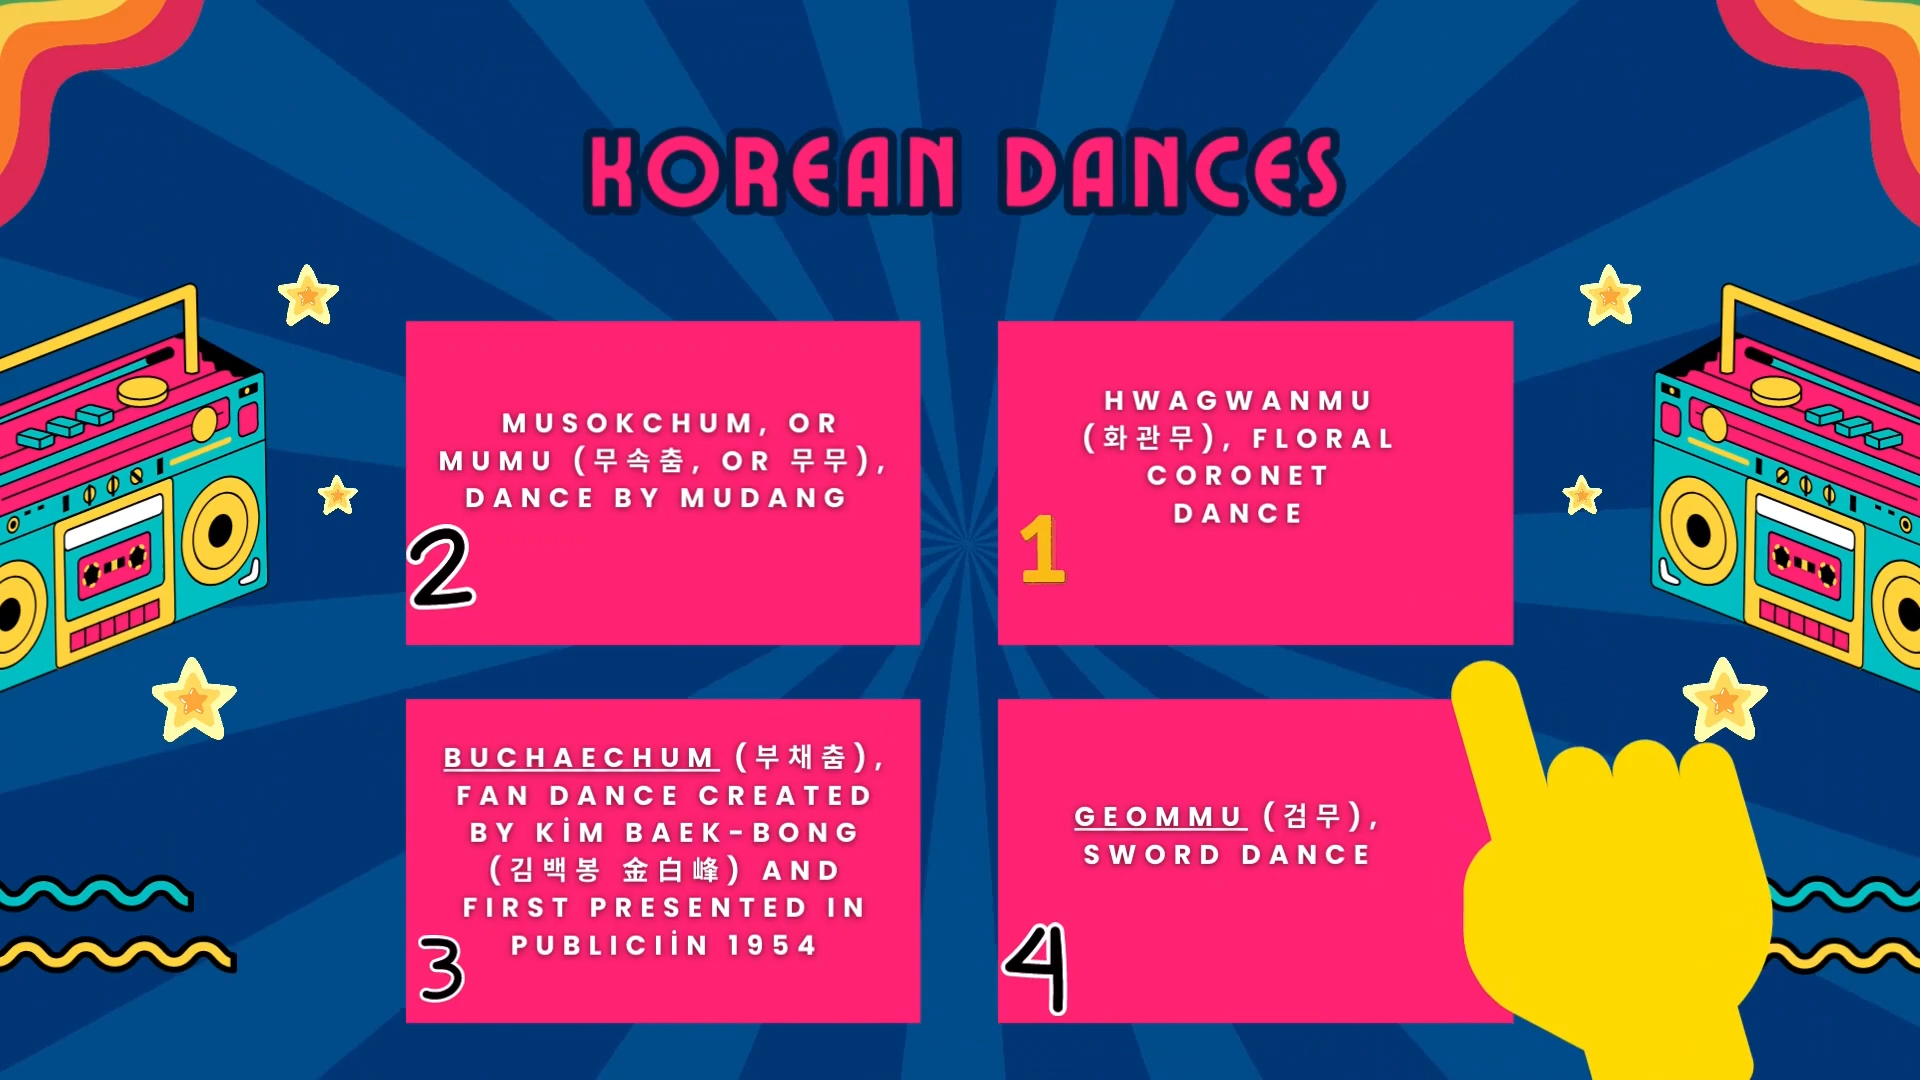 KOREAN DANCES
MUSOKCHUM, OR
MUMU (무속춤, OR 무무),
DANCE BY MUDANG
2
HWAGWANMU
(화관무), FLORAL
CORONET
DANCE
1
BUCHAECHUM (부채춤),
FAN DANCE CREATED
BY KİM BAEK-BONG
(김백봉 金白峰) AND
FIRST PRESENTED IN
PUBLICIİN 1954
3
GEOMMU (검무),
SWORD DANCE
4